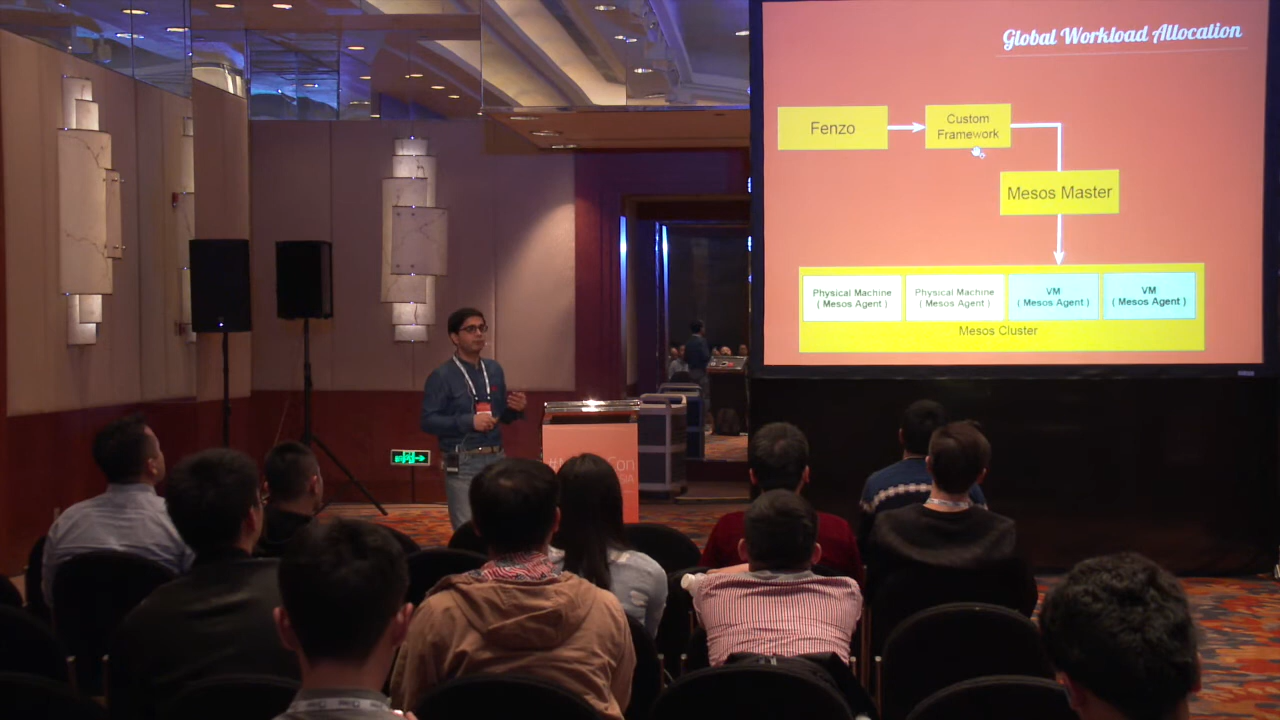 Global Workload Allocation
Fenzo
Custom
Framework
Mesos Master
Physical Machine
( Mesos Agent )
Physical Machine
( Mesos Agent )
VM
( Mesos Agent )
VM
( Mesos Agent )
Mesos Cluster